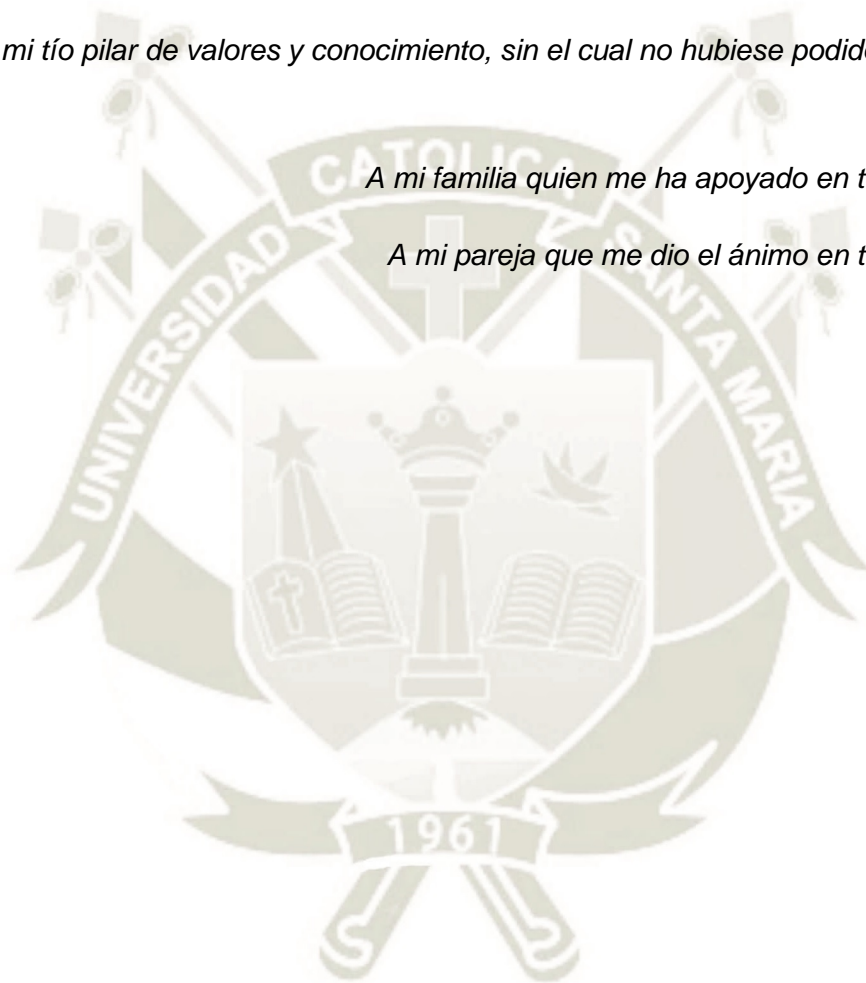 mi tío pilar de valores y conocimiento, sin el cual no hubiese podido
A mi familia quien me ha apoyado en t
A mi pareja que me dio el ánimo en t
UNIVERSIDAD CATOLICA SANTA MARIA
1961